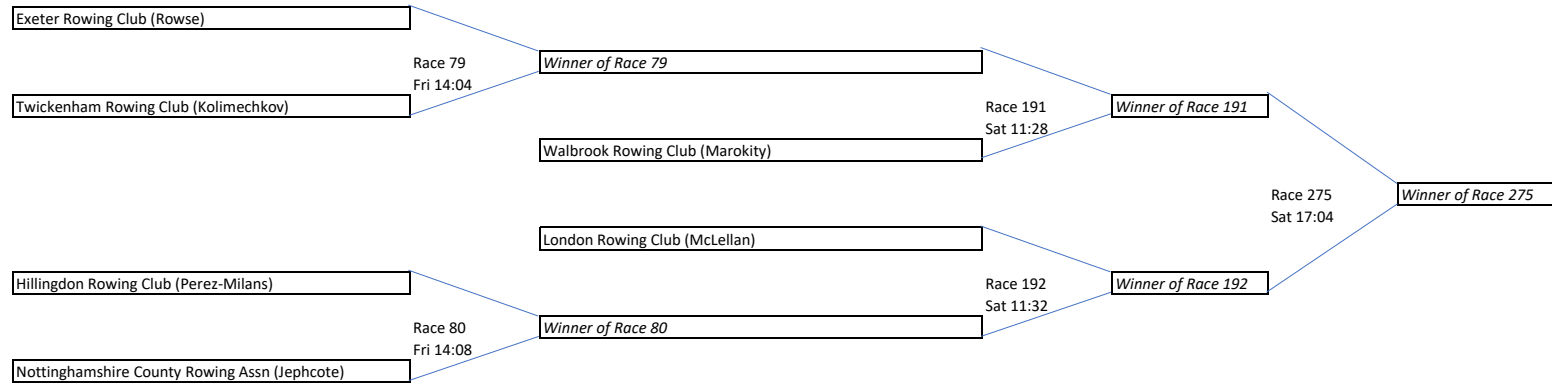 Exeter Rowing Club (Rowse)
Race 79
Fri 14:04
Winner of Race 79
Twickenham Rowing Club (Kolimechkov)
Race 191
Sat 11:28
Winner of Race 191
Walbrook Rowing Club (Marokity)
Race 275
Sat 17:04
Winner of Race 275
London Rowing Club (McLellan)
Hillingdon Rowing Club (Perez-Milans)
Race 192
Sat 11:32
Winner of Race 192
Race 80
Fri 14:08
Winner of Race 80
Nottinghamshire County Rowing Assn (Jephcote)